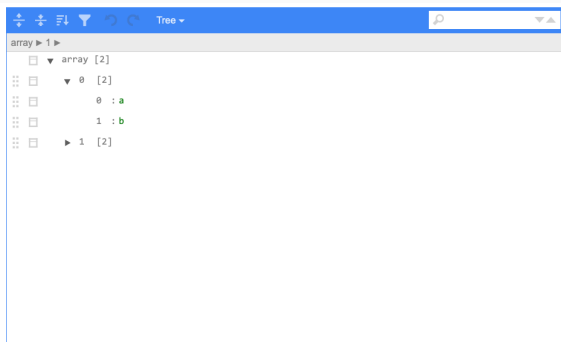 Tree
array ► 1 ►
array [2]
0 [2]
0 : a
1 : b
1 [2]